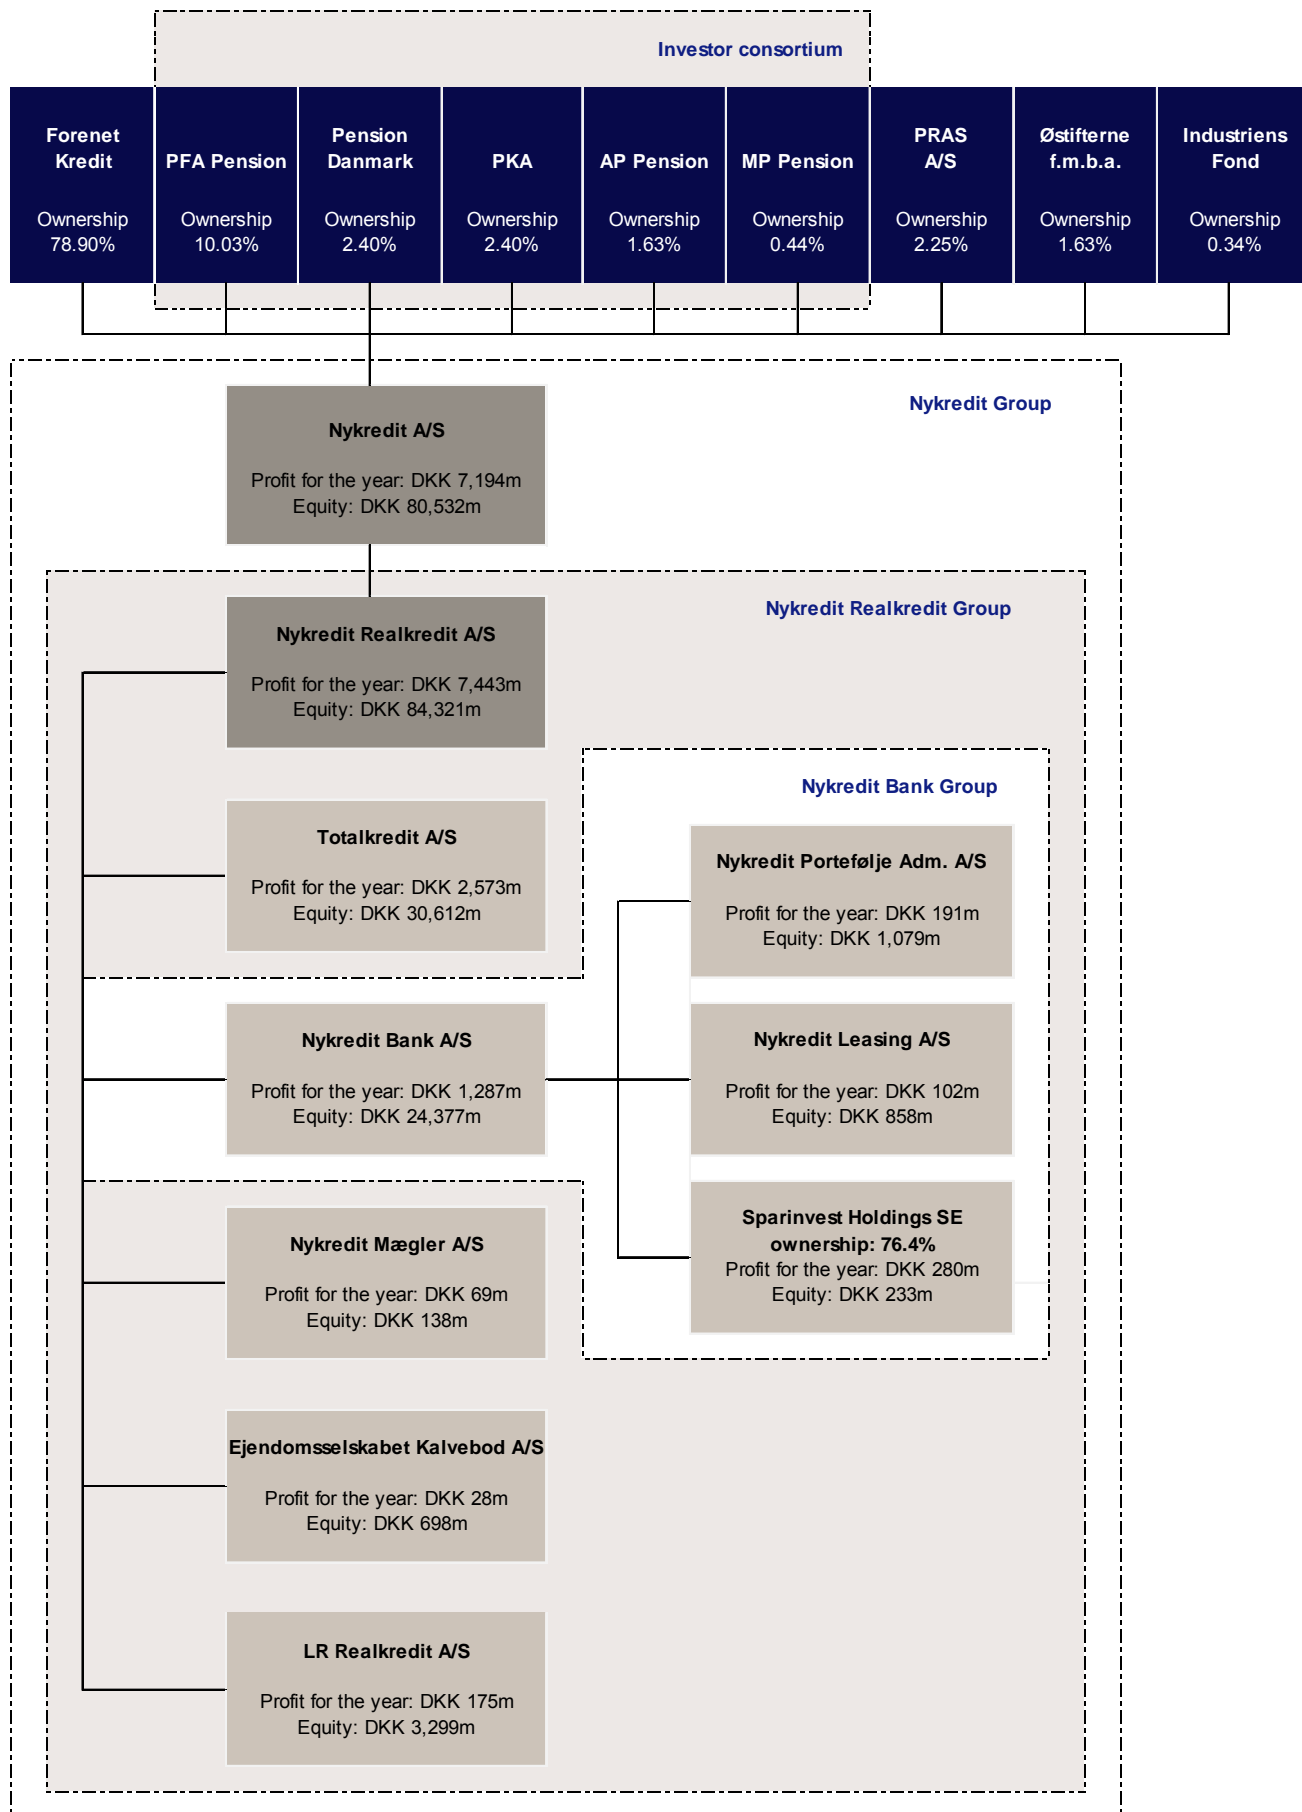 Investor consortium
Forenet
Kredit
Ownership
78.90%
PFA Pension
Ownership
10.03%
Pension
Danmark
Ownership
2.40%
PKA
Ownership
2.40%
AP Pension
Ownership
1.63%
MP Pension
Ownership
0.44%
PRAS
A/S
Ownership
2.25%
Østifterne
f.m.b.a.
Ownership
1.63%
Industriens
Fond
Ownership
0.34%
Nykredit Group
Nykredit A/S
Profit for the year: DKK 7,194m
Equity: DKK 80,532m
Nykredit Realkredit Group
Nykredit Realkredit A/S
Profit for the year: DKK 7,443m
Equity: DKK 84,321m
Totalkredit A/S
Profit for the year: DKK 2,573m
Equity: DKK 30,612m
Nykredit Bank Group
Nykredit Portefølje Adm. A/S
Profit for the year: DKK 191m
Equity: DKK 1,079m
Nykredit Bank A/S
Profit for the year: DKK 1,287m
Equity: DKK 24,377m
Nykredit Leasing A/S
Profit for the year: DKK 102m
Equity: DKK 858m
Sparinvest Holdings SE
ownership: 76.4%
Profit for the year: DKK 280m
Equity: DKK 233m
Nykredit Mægler A/S
Profit for the year: DKK 69m
Equity: DKK 138m
Ejendomsselskabet Kalvebod A/S
Profit for the year: DKK 28m
Equity: DKK 698m
LR Realkredit A/S
Profit for the year: DKK 175m
Equity: DKK 3,299m